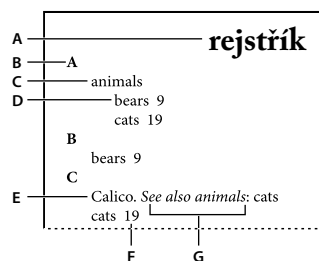 A rejstřík
B A
C animals
D bears 9
cats 19
B
bears 9
C
E Calico. See also animals: cats
cats 19
F G